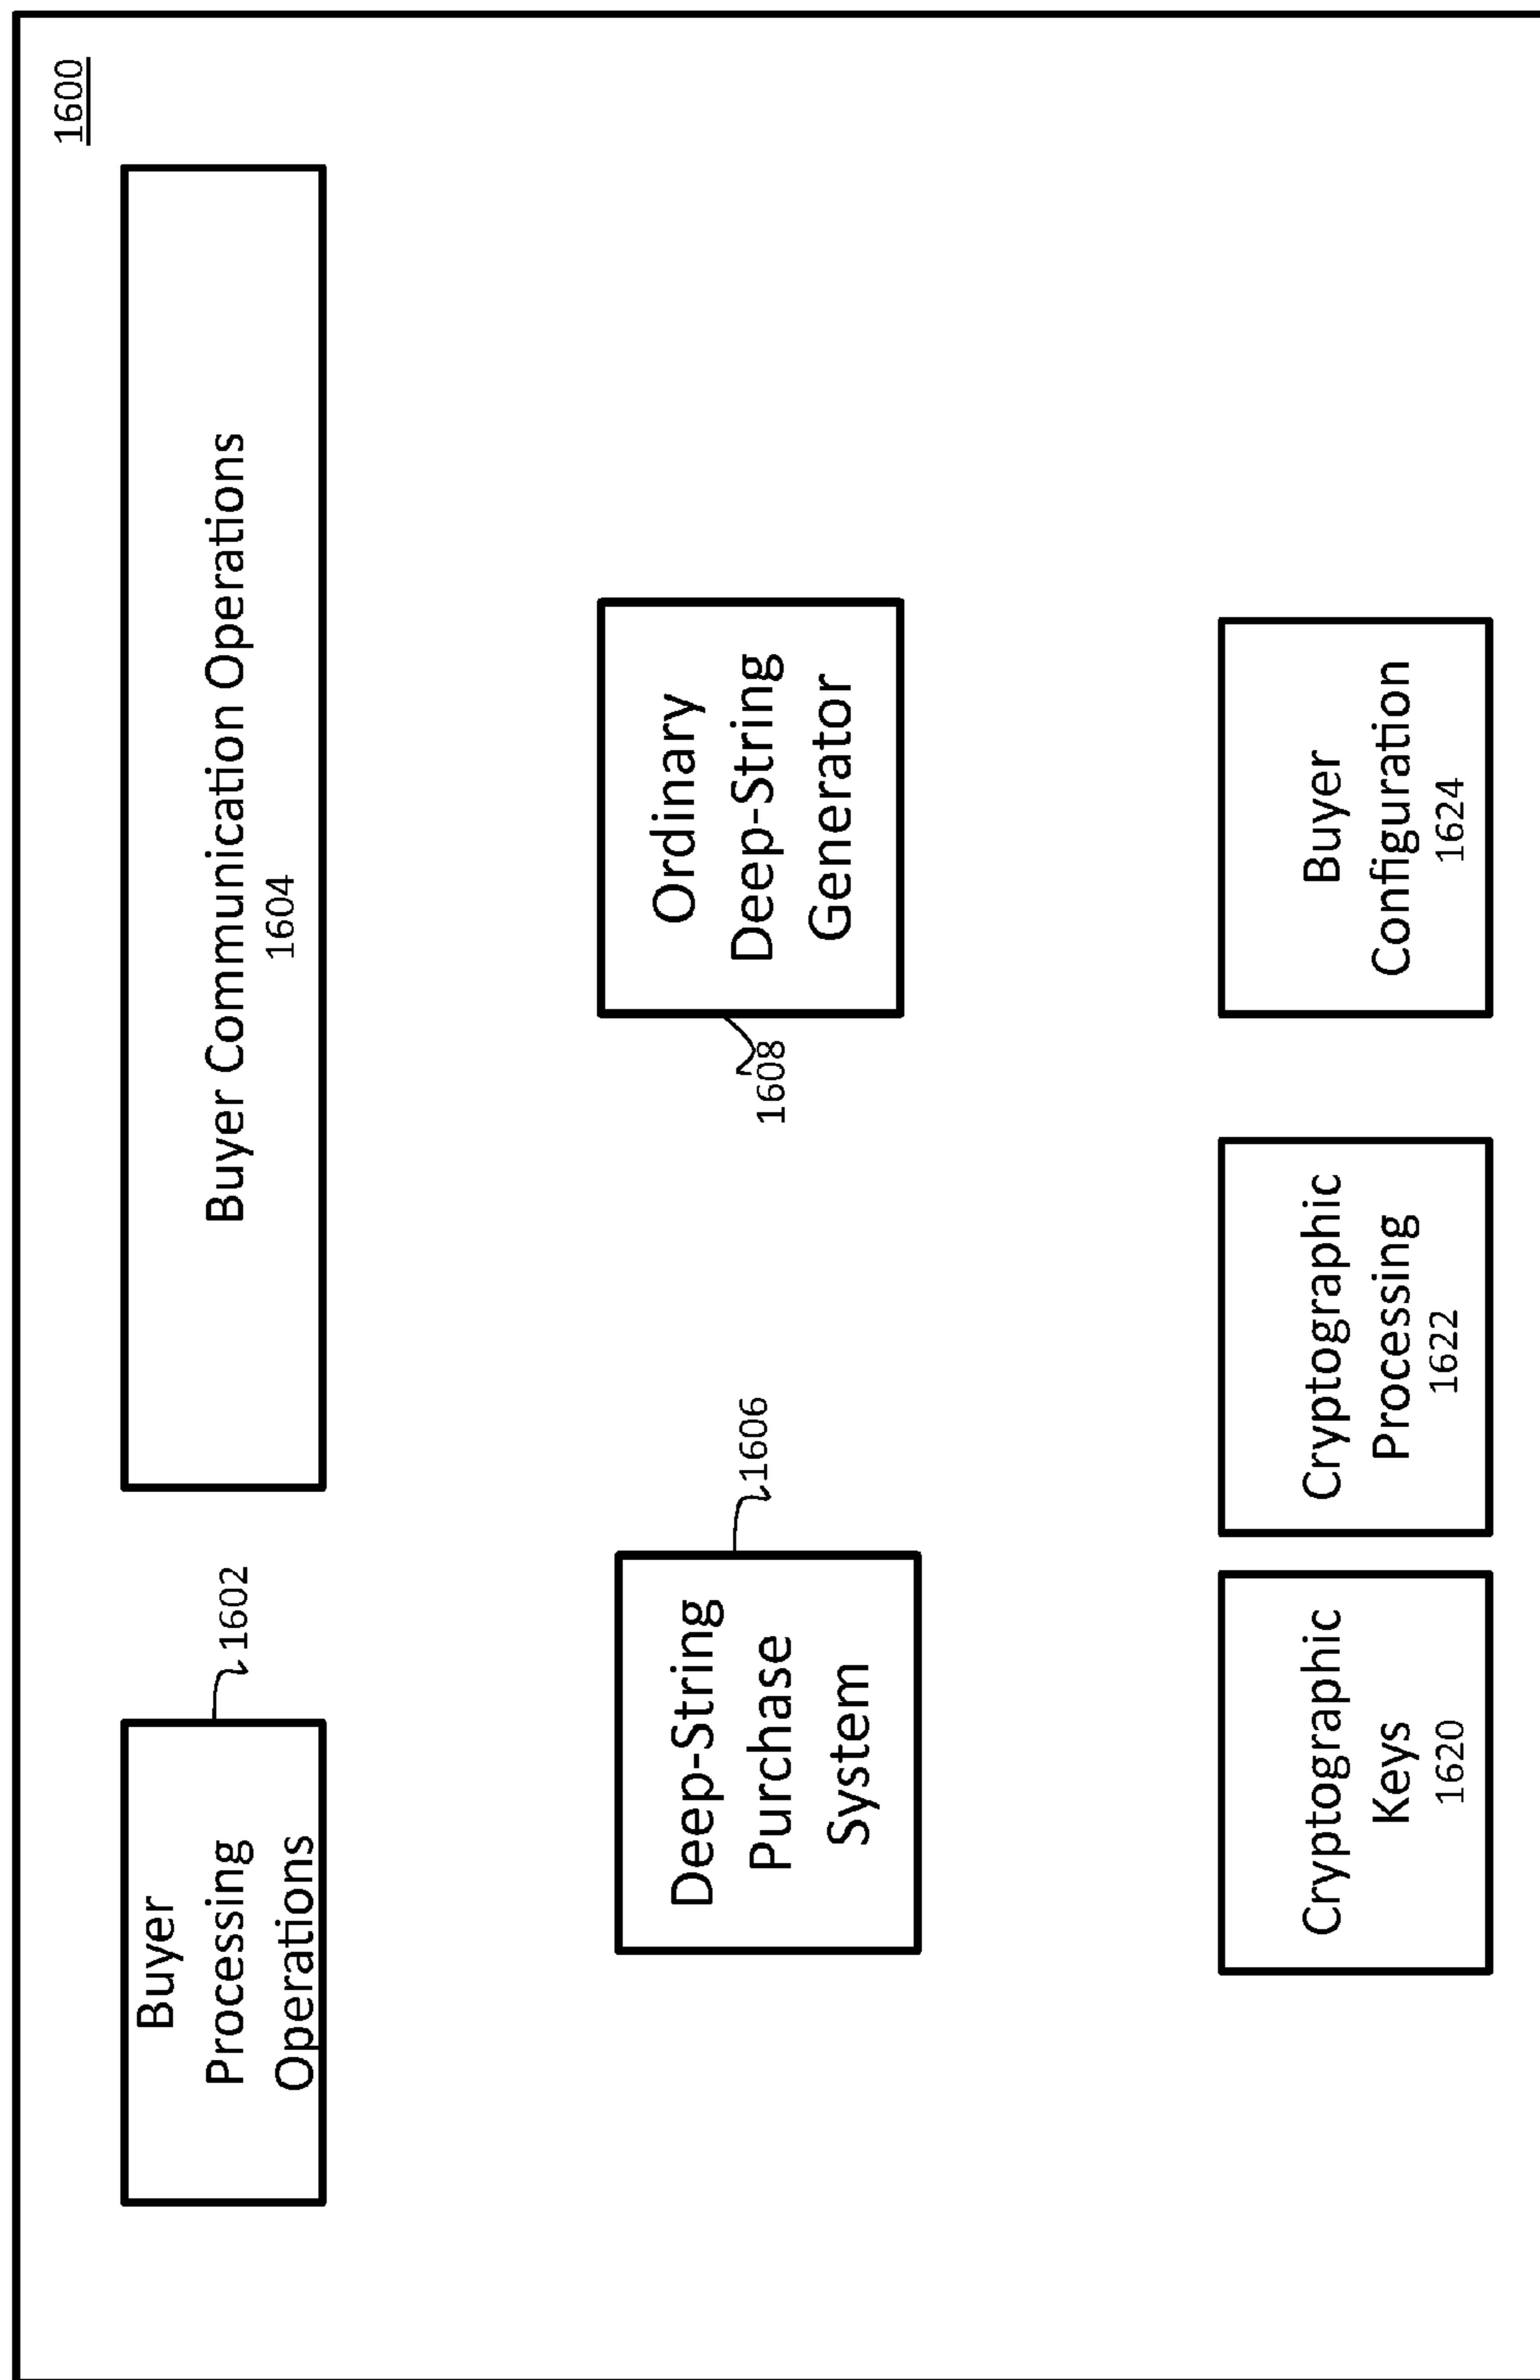 1600
Buyer
Processing
Operations
1602
Buyer Communication Operations
1604
Deep-String
Purchase
System
1606
Ordinary
Deep-String
Generator
1608
Cryptographic
Keys
1620
Cryptographic
Processing
1622
Buyer
Configuration
1624